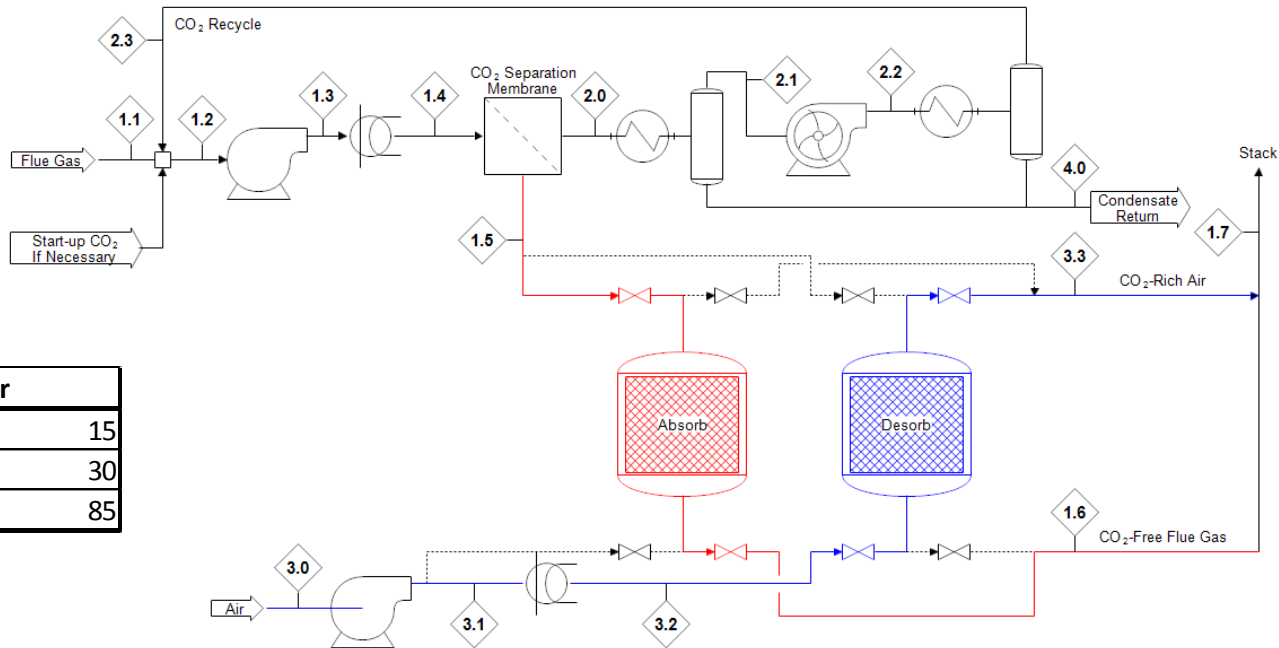 CO₂ Recycle
2.3
CO₂ Separation
Membrane
2.1
2.2
1.1
1.2
1.3
1.4
2.0
Flue Gas
Stack
4.0
Condensate
Return
Start-up CO₂
If Necessary
1.5
1.7
3.3
CO₂-Rich Air
r
15
30
85
Absorb
Desorb
1.6
CO₂-Free Flue Gas
3.0
Air
3.1
3.2